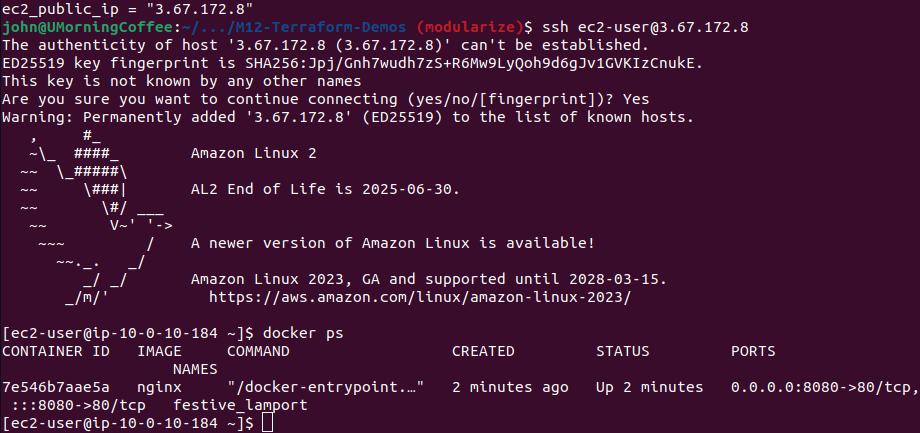 ec2_public_ip = "3.67.172.8"
john@UMorningCoffee:~/.../M12-Terraform-Demos (modularize)$ ssh ec2-user@3.67.172.8
The authenticity of host '3.67.172.8 (3.67.172.8)' can't be established.
ED25519 key fingerprint is SHA256:Jpj/Gnh7wudh7zS+R6Mw9LyQoh9d6gJv1GVKIzCnukE.
This key is not known by any other names
Are you sure you want to continue connecting (yes/no/[fingerprint])? Yes
Warning: Permanently added '3.67.172.8' (ED25519) to the list of known hosts.
   ,     #_
   ~\_  ####_        Amazon Linux 2
  ~~  \_#####\
  ~~     \###|       AL2 End of Life is 2025-06-30.
  ~~       \#/ ___
   ~~       V~' '->
    ~~~         /    A newer version of Amazon Linux is available!
      ~~._.   _/
         _/ _/       Amazon Linux 2023, GA and supported until 2028-03-15.
       _/m/'           https://aws.amazon.com/linux/amazon-linux-2023/
[ec2-user@ip-10-0-10-184 ~]$ docker ps
CONTAINER ID   IMAGE     COMMAND                  CREATED         STATUS         PORTS
                   NAMES
7e546b7aae5a   nginx     "/docker-entrypoint.…"   2 minutes ago   Up 2 minutes   0.0.0.0:8080->80/tcp,
 :::8080->80/tcp   festive_lamport
[ec2-user@ip-10-0-10-184 ~]$